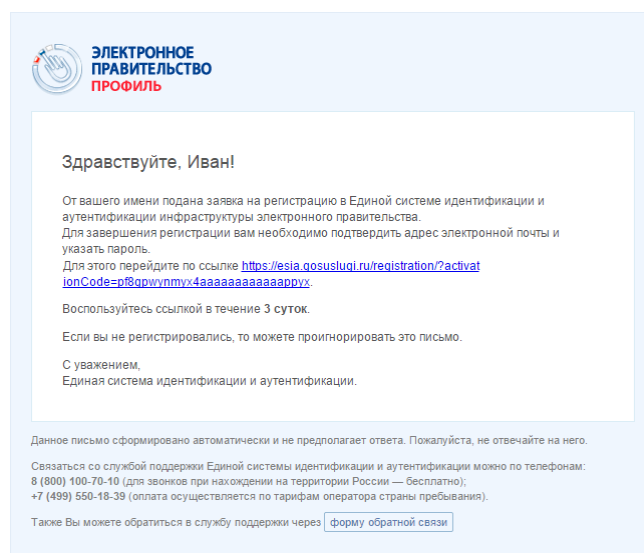 ЭЛЕКТРОННОЕ
ПРАВИТЕЛЬСТВО
ПРОФИЛЬ
Здравствуйте, Иван!
От вашего имени подана заявка на регистрацию в Единой системе идентификации и
аутентификации инфраструктуры электронного правительства.
Для завершения регистрации вам необходимо подтвердить адрес электронной почты и
указать пароль.
Для этого перейдите по ссылке https://esia.gosuslugi.ru/registration/?activat
ionCode=pf8gpwynmyx4aaaaaaaaaaappyx.
Воспользуйтесь ссылкой в течение 3 суток.
Если вы не регистрировались, то можете проигнорировать это письмо.
С уважением,
Единая система идентификации и аутентификации.
Данное письмо сформировано автоматически и не предполагает ответа. Пожалуйста, не отвечайте на него.
Связаться со службой поддержки Единой системы идентификации и аутентификации можно по телефонам:
8 (800) 100-70-10 (для звонков при нахождении на территории России — бесплатно);
+7 (499) 550-18-39 (оплата осуществляется по тарифам оператора страны пребывания).
Также Вы можете обратиться в службу поддержки через форму обратной связи